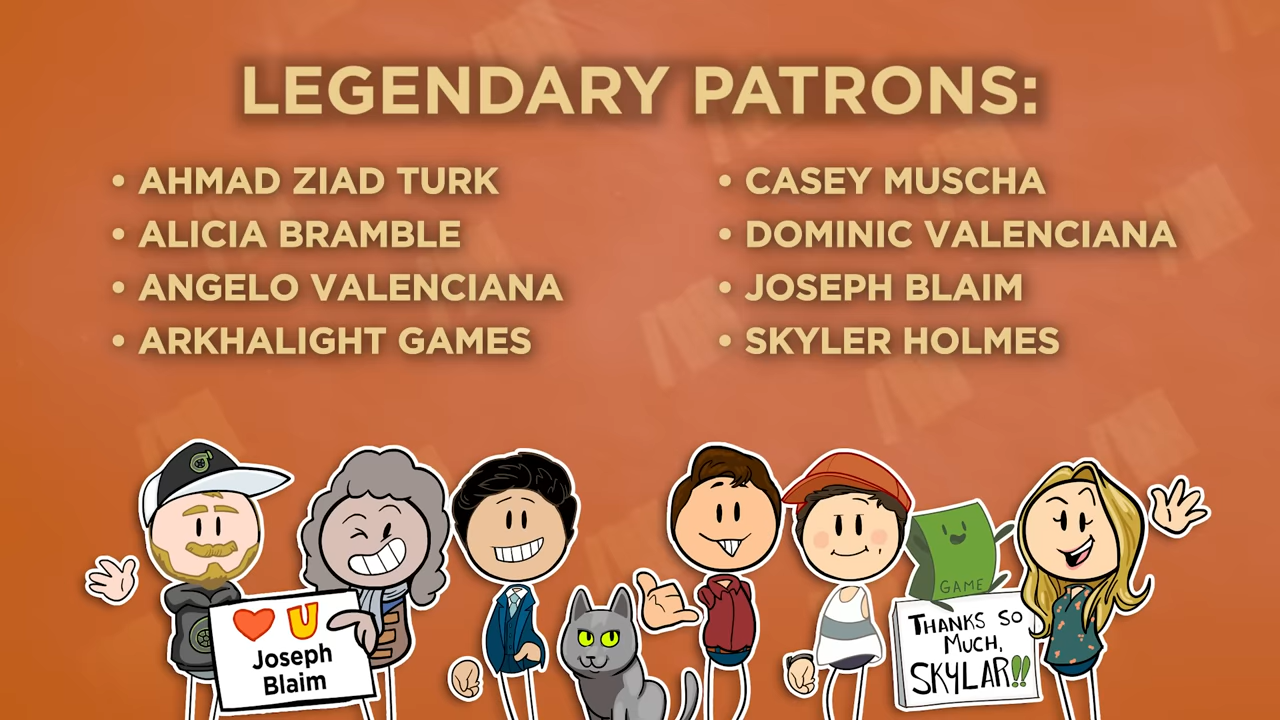 LEGENDARY PATRONS:
• AHMAD ZIAD TURK
• ALICIA BRAMBLE
• ANGELO VALENCIANA
• ARKHALIGHT GAMES
• CASEY MUSCHA
• DOMINIC VALENCIANA
• JOSEPH BLAIM
• SKYLER HOLMES
❤ U
Joseph
Blaim
GAME
THANKS SO
MUCH,
SKYLAR!!